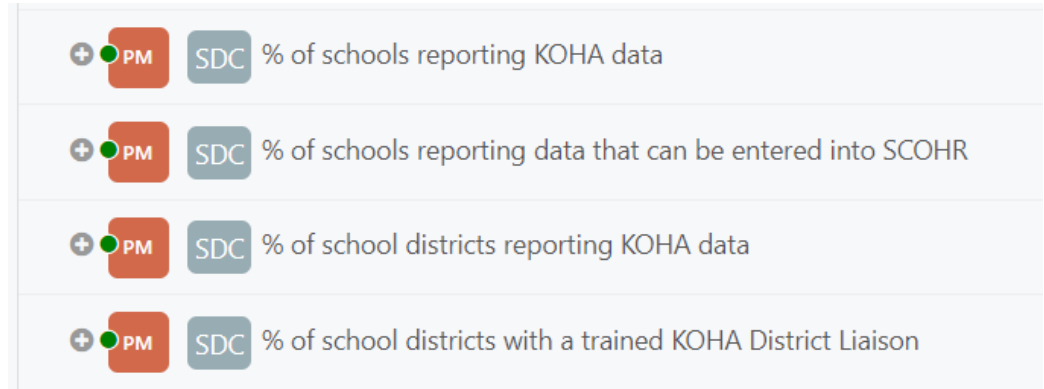 PM SDC % of schools reporting KOHA data
PM SDC % of schools reporting data that can be entered into SCOHR
PM SDC % of school districts reporting KOHA data
PM SDC % of school districts with a trained KOHA District Liaison